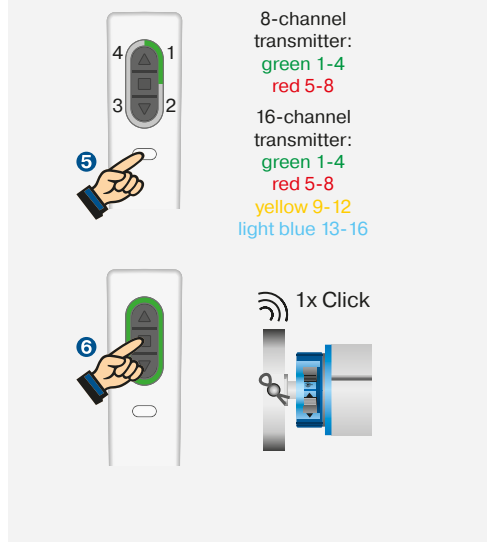 8-channel
transmitter:
green 1-4
red 5-8
16-channel
transmitter:
green 1-4
red 5-8
yellow 9-12
light blue 13-16
4 1
3 2
5
6
1x Click